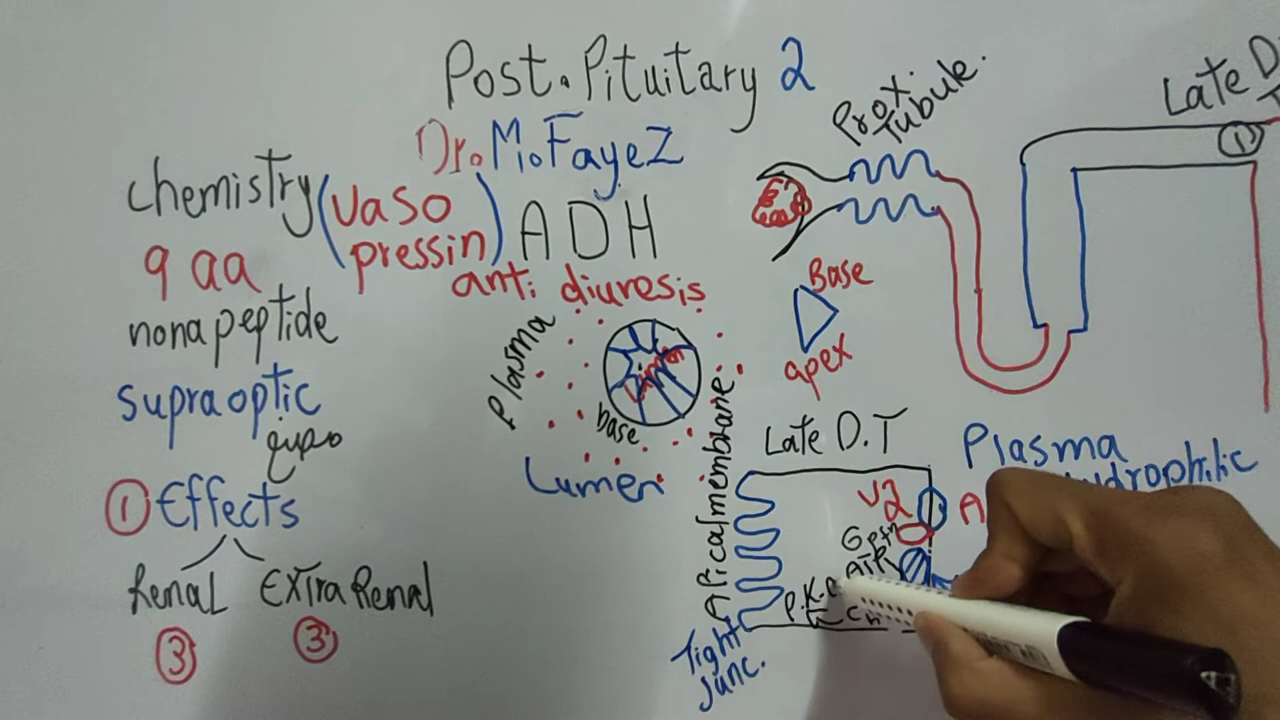 Post. Pituitary 2
Dr. M. Fayez
chemistry
(vaso
pressin)
ADH
9 aa
nonapeptide
supraoptic
anti diuresis
Plasma
Lumen
base
Lumen
① Effects
Renal
Extra Renal
③
③
Prox.
Tubule.
Late D
①
Base
apex
Late D.T
Apical membrane
Tight
Junc.
V2
ATP
Plasma